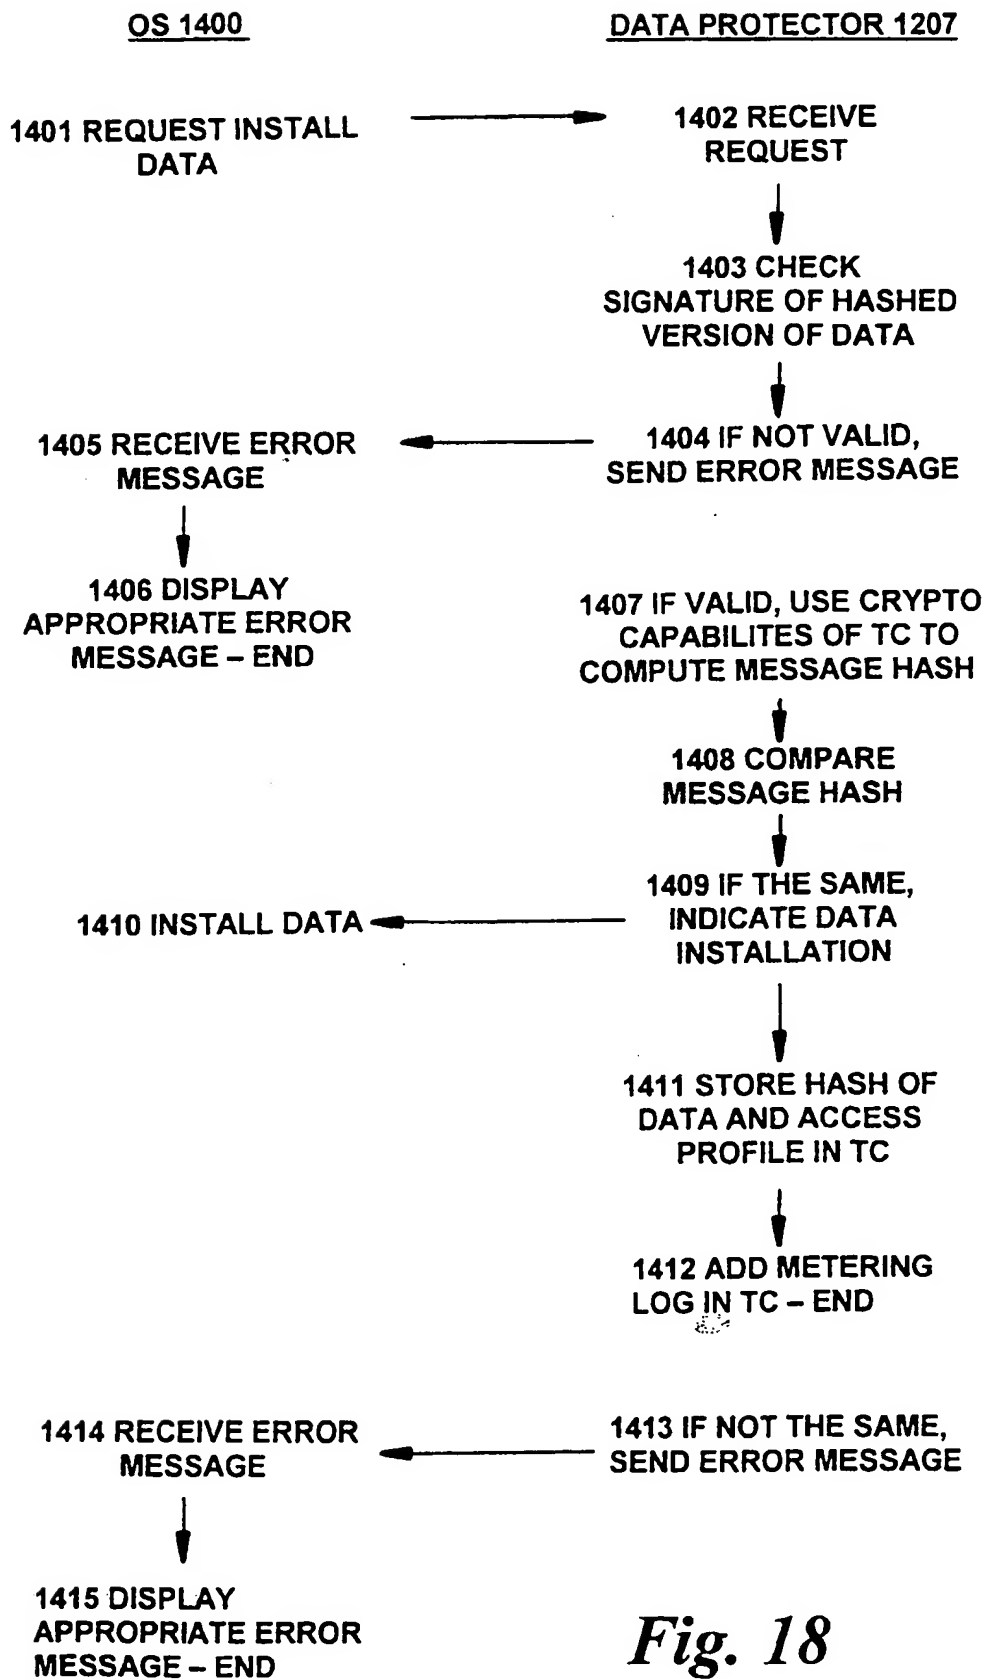 OS 1400
DATA PROTECTOR 1207
1401 REQUEST INSTALL
DATA
1402 RECEIVE
REQUEST
1403 CHECK
SIGNATURE OF HASHED
VERSION OF DATA
1404 IF NOT VALID,
SEND ERROR MESSAGE
1405 RECEIVE ERROR
MESSAGE
1406 DISPLAY
APPROPRIATE ERROR
MESSAGE – END
1407 IF VALID, USE CRYPTO
CAPABILITES OF TC TO
COMPUTE MESSAGE HASH
1408 COMPARE
MESSAGE HASH
1409 IF THE SAME,
INDICATE DATA
INSTALLATION
1410 INSTALL DATA
1411 STORE HASH OF
DATA AND ACCESS
PROFILE IN TC
1412 ADD METERING
LOG IN TC – END
1413 IF NOT THE SAME,
SEND ERROR MESSAGE
1414 RECEIVE ERROR
MESSAGE
1415 DISPLAY
APPROPRIATE ERROR
MESSAGE – END
Fig. 18